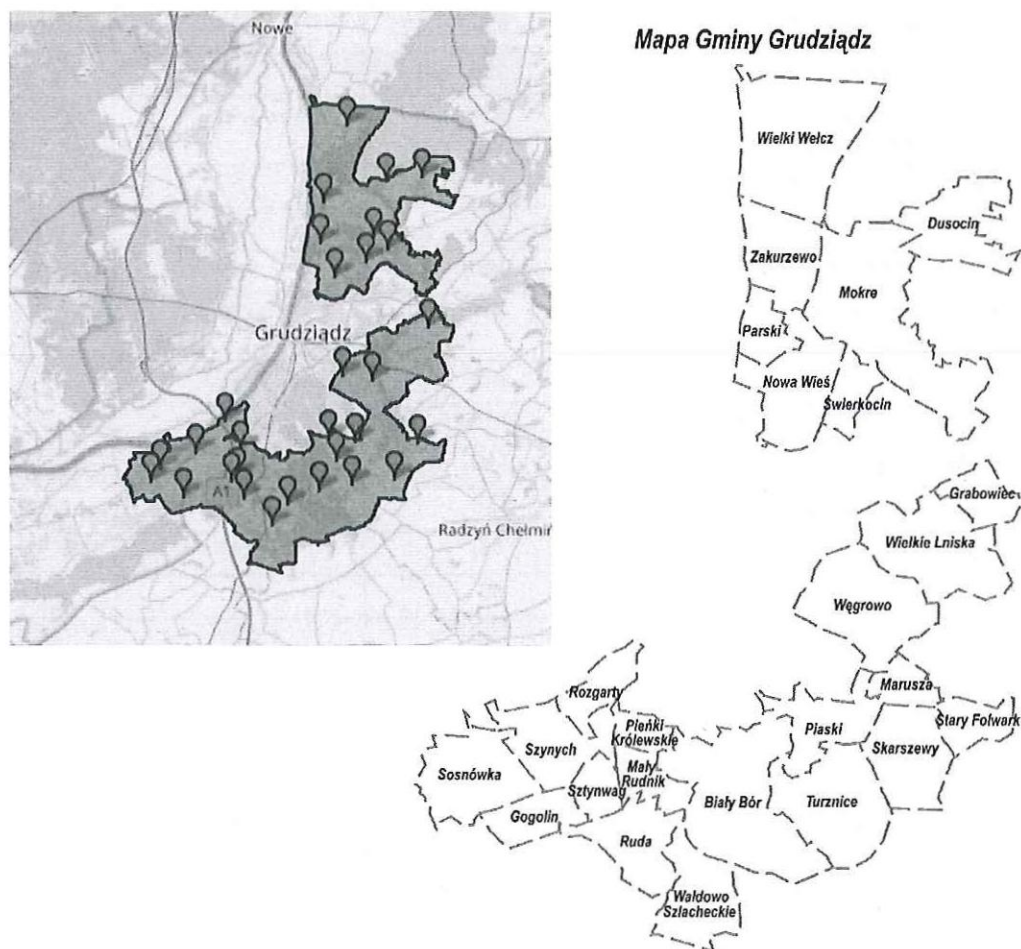 Nowe
Grudziądz
A1
Radzyń Chełmiń
Mapa Gminy Grudziądz
Wielki Wełcz
Dusocin
Zakurzewo
Mokre
Parski
Nowa Wieś
Świerkocin
Grabowiec
Wielkie Lniska
Węgrowo
Marusza
Rozgarty
Stary Folwark
Pieńki
Królewskie
Piaski
Skarszewy
Szynych
Sosnówka
Mały
Rudnik
Sztynwag
Biały Bór
Turznice
Gogolin
Ruda
Wałdowo
Szlacheckie